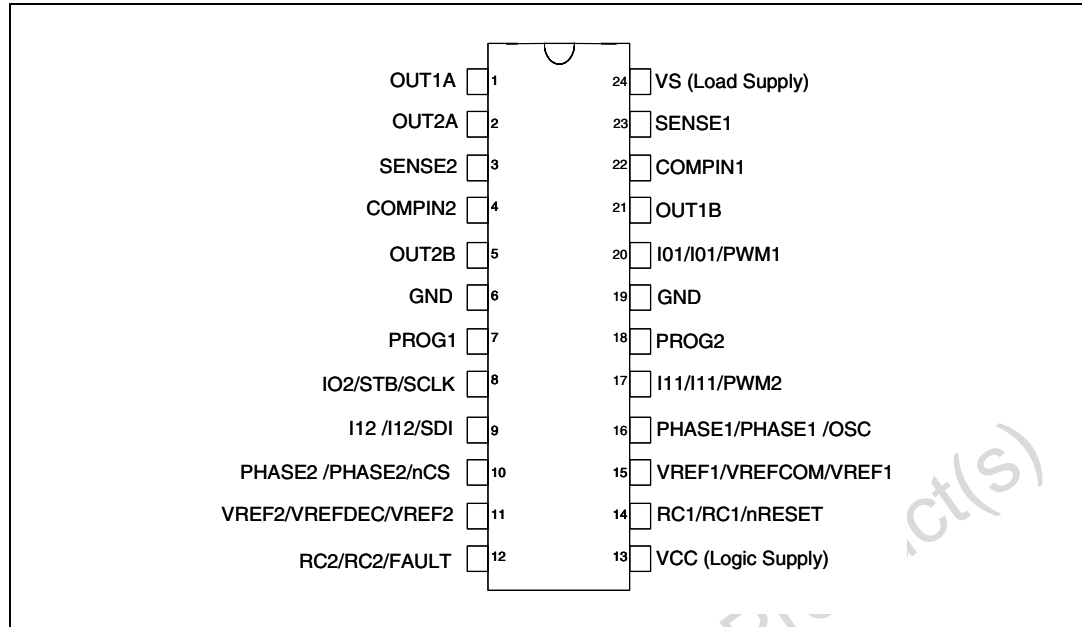 OUT1A 1
OUT2A 2
SENSE2 3
COMPIN2 4
OUT2B 5
GND 6
PROG1 7
IO2/STB/SCLK 8
I12 /I12/SDI 9
PHASE2 /PHASE2/nCS 10
VREF2/VREFDEC/VREF2 11
RC2/RC2/FAULT 12
24 VS (Load Supply)
23 SENSE1
22 COMPIN1
21 OUT1B
20 I01/I01/PWM1
19 GND
18 PROG2
17 I11/I11/PWM2
16 PHASE1/PHASE1 /OSC
15 VREF1/VREFCOM/VREF1
14 RC1/RC1/nRESET
13 VCC (Logic Supply)
ct(s)